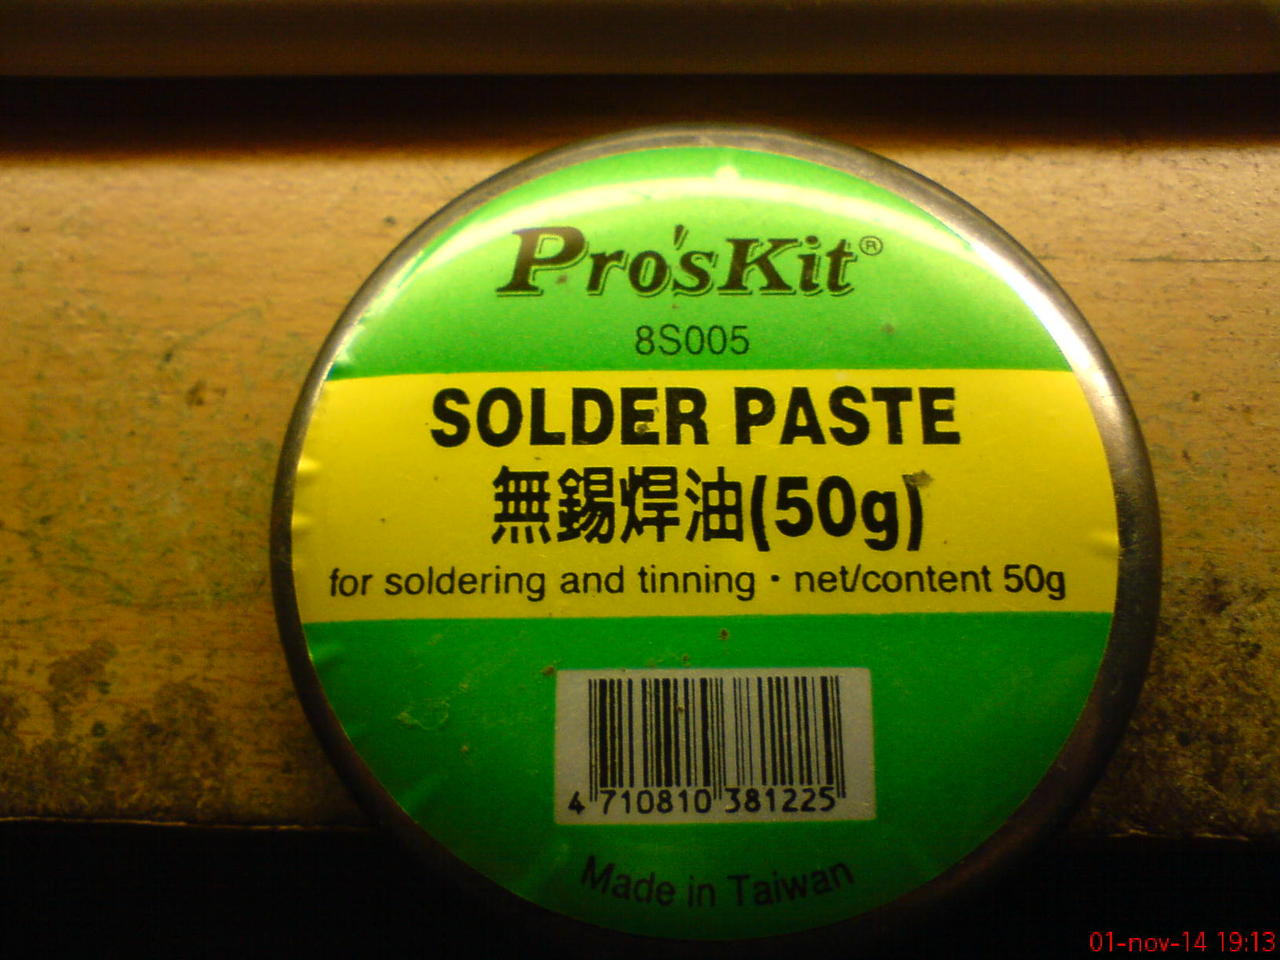 Pro'sKit®
8S005
SOLDER PASTE
無錫焊油(50g)
for soldering and tinning · net/content 50g
4 710810 381225
Made in Taiwan
01-nov-14 19:13